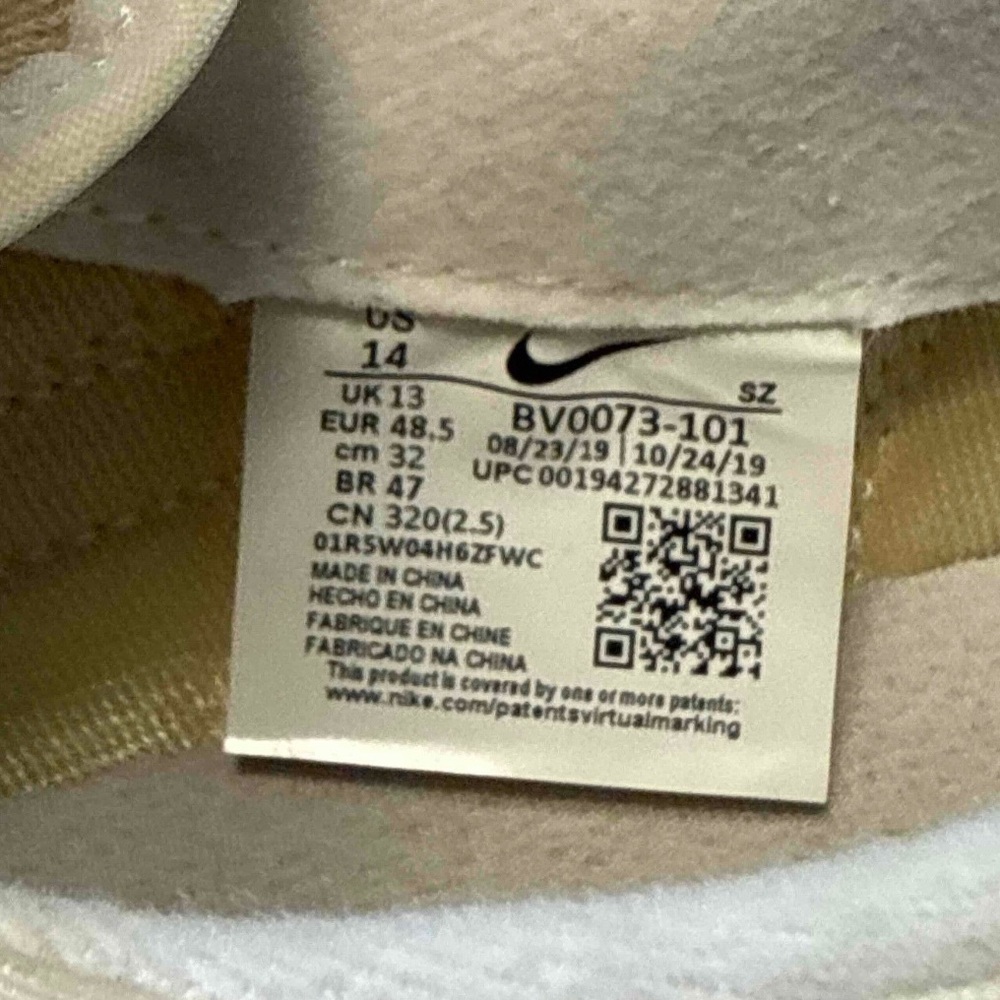 US
14
SZ
UK 13
BV0073-101
EUR 48.5
08/23/19 | 10/24/19
cm 32
UPC 00194272881341
BR 47
CN 320(2.5)
01R5W04H6ZFWC
MADE IN CHINA
HECHO EN CHINA
FABRIQUE EN CHINE
FABRICADO NA CHINA
This product is covered by one or more patents:
www.nike.com/patentsvirtualmarking